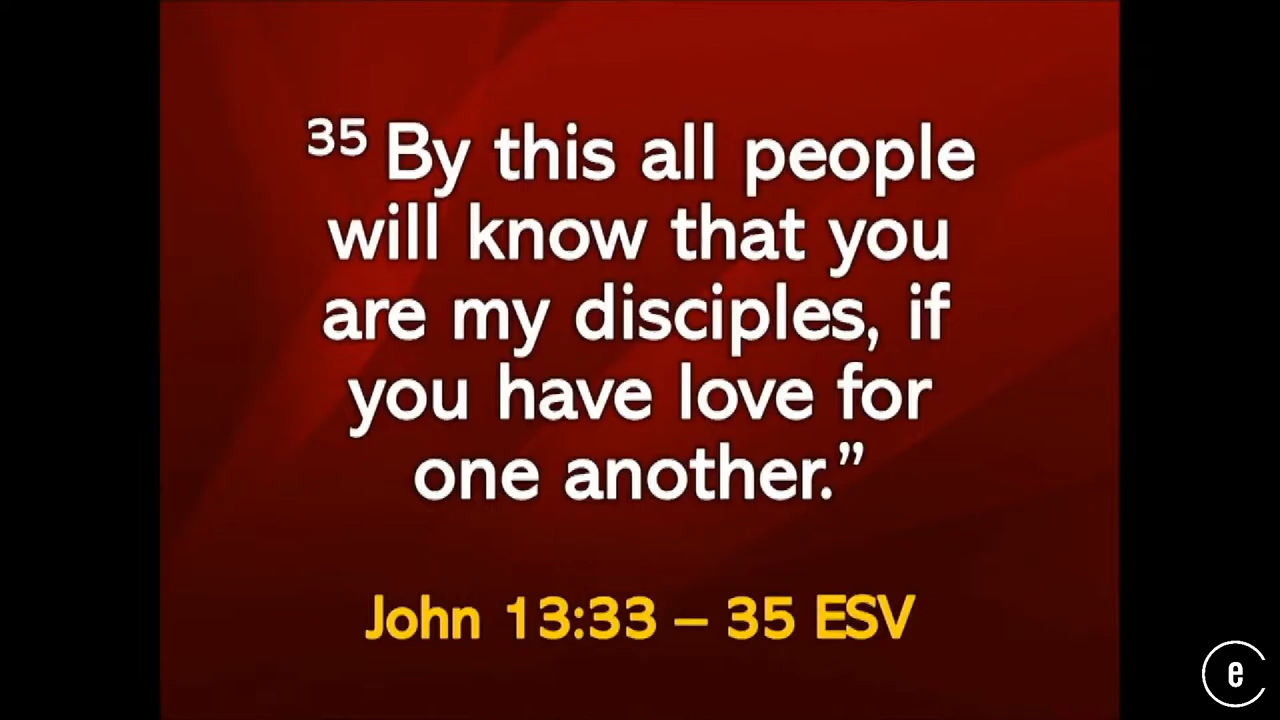 35 By this all people
will know that you
are my disciples, if
you have love for
one another.”
John 13:33 – 35 ESV
e